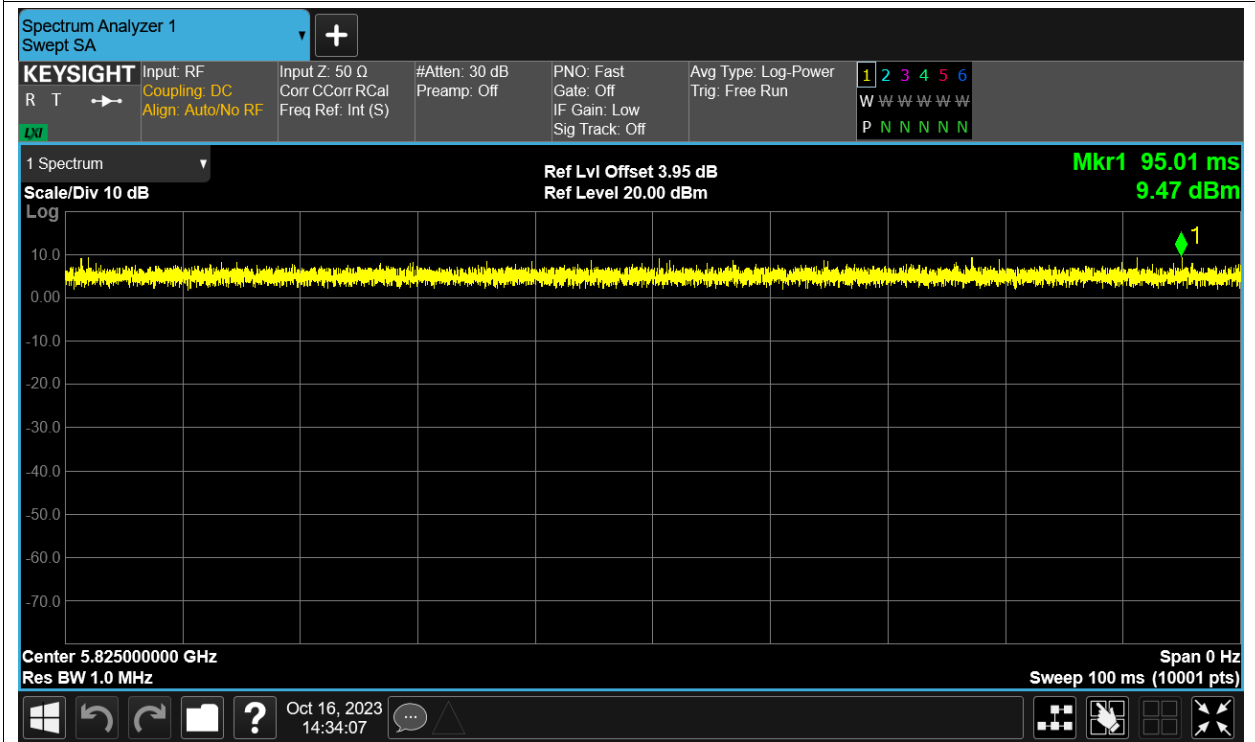 Spectrum Analyzer 1
Swept SA
KEYSIGHT
R T
LXI
Input: RF
Coupling: DC
Align: Auto/No RF
Input Z: 50 Ω
Corr CCorr RCal
Freq Ref: Int (S)
#Atten: 30 dB
Preamp: Off
PNO: Fast
Gate: Off
IF Gain: Low
Sig Track: Off
Avg Type: Log-Power
Trig: Free Run
1 2 3 4 5 6
W W W W W W
P N N N N N
1 Spectrum
Scale/Div 10 dB
Log
Ref Lvl Offset 3.95 dB
Ref Level 20.00 dBm
Mkr1 95.01 ms
9.47 dBm
1
10.0
0.00
-10.0
-20.0
-30.0
-40.0
-50.0
-60.0
-70.0
Center 5.825000000 GHz
Res BW 1.0 MHz
Span 0 Hz
Sweep 100 ms (10001 pts)
?
Oct 16, 2023
14:34:07